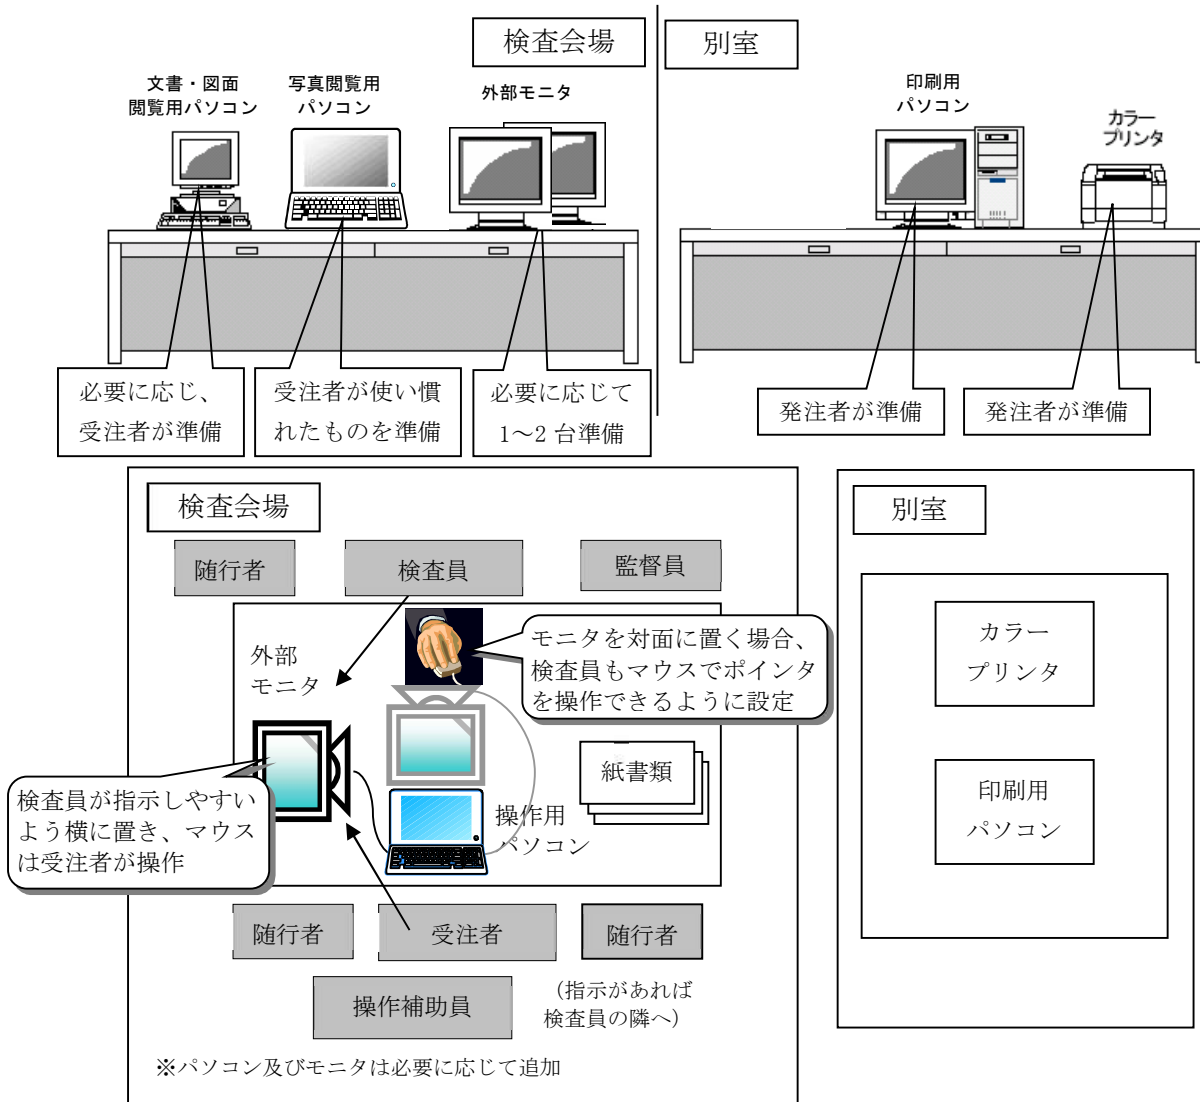 検査会場
別室
文書・図面
閲覧用パソコン
写真閲覧用
パソコン
外部モニタ
印刷用
パソコン
カラー
プリンタ
必要に応じ、
受注者が準備
受注者が使い慣
れたものを準備
必要に応じて
1～2 台準備
発注者が準備
発注者が準備
検査会場
随行者
検査員
監督員
外部
モニタ
モニタを対面に置く場合、
検査員もマウスでポインタ
を操作できるように設定
紙書類
検査員が指示しやすい
よう横に置き、マウス
は受注者が操作
操作用
パソコン
随行者
受注者
随行者
操作補助員
（指示があれば
検査員の隣へ）
※パソコン及びモニタは必要に応じて追加
別室
カラー
プリンタ
印刷用
パソコン